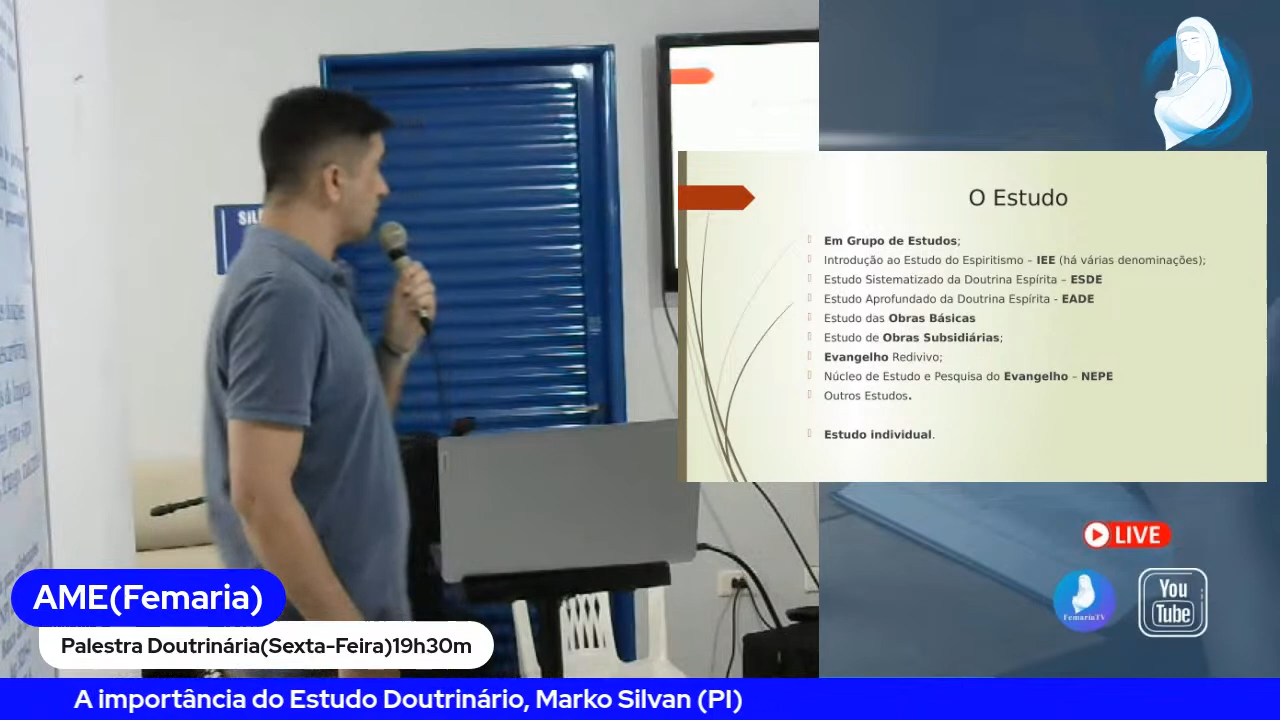 SIL
O Estudo
Em Grupo de Estudos;
Introdução ao Estudo do Espiritismo – IEE (há várias denominações);
Estudo Sistematizado da Doutrina Espírita – ESDE
Estudo Aprofundado da Doutrina Espírita - EADE
Estudo das Obras Básicas
Estudo de Obras Subsidiárias;
Evangelho Redivivo;
Núcleo de Estudo e Pesquisa do Evangelho – NEPE
Outros Estudos.
Estudo individual.
LIVE
FemariaTV
You
Tube
AME(Femaria)
Palestra Doutrinária(Sexta-Feira)19h30m
A importância do Estudo Doutrinário, Marko Silvan (PI)